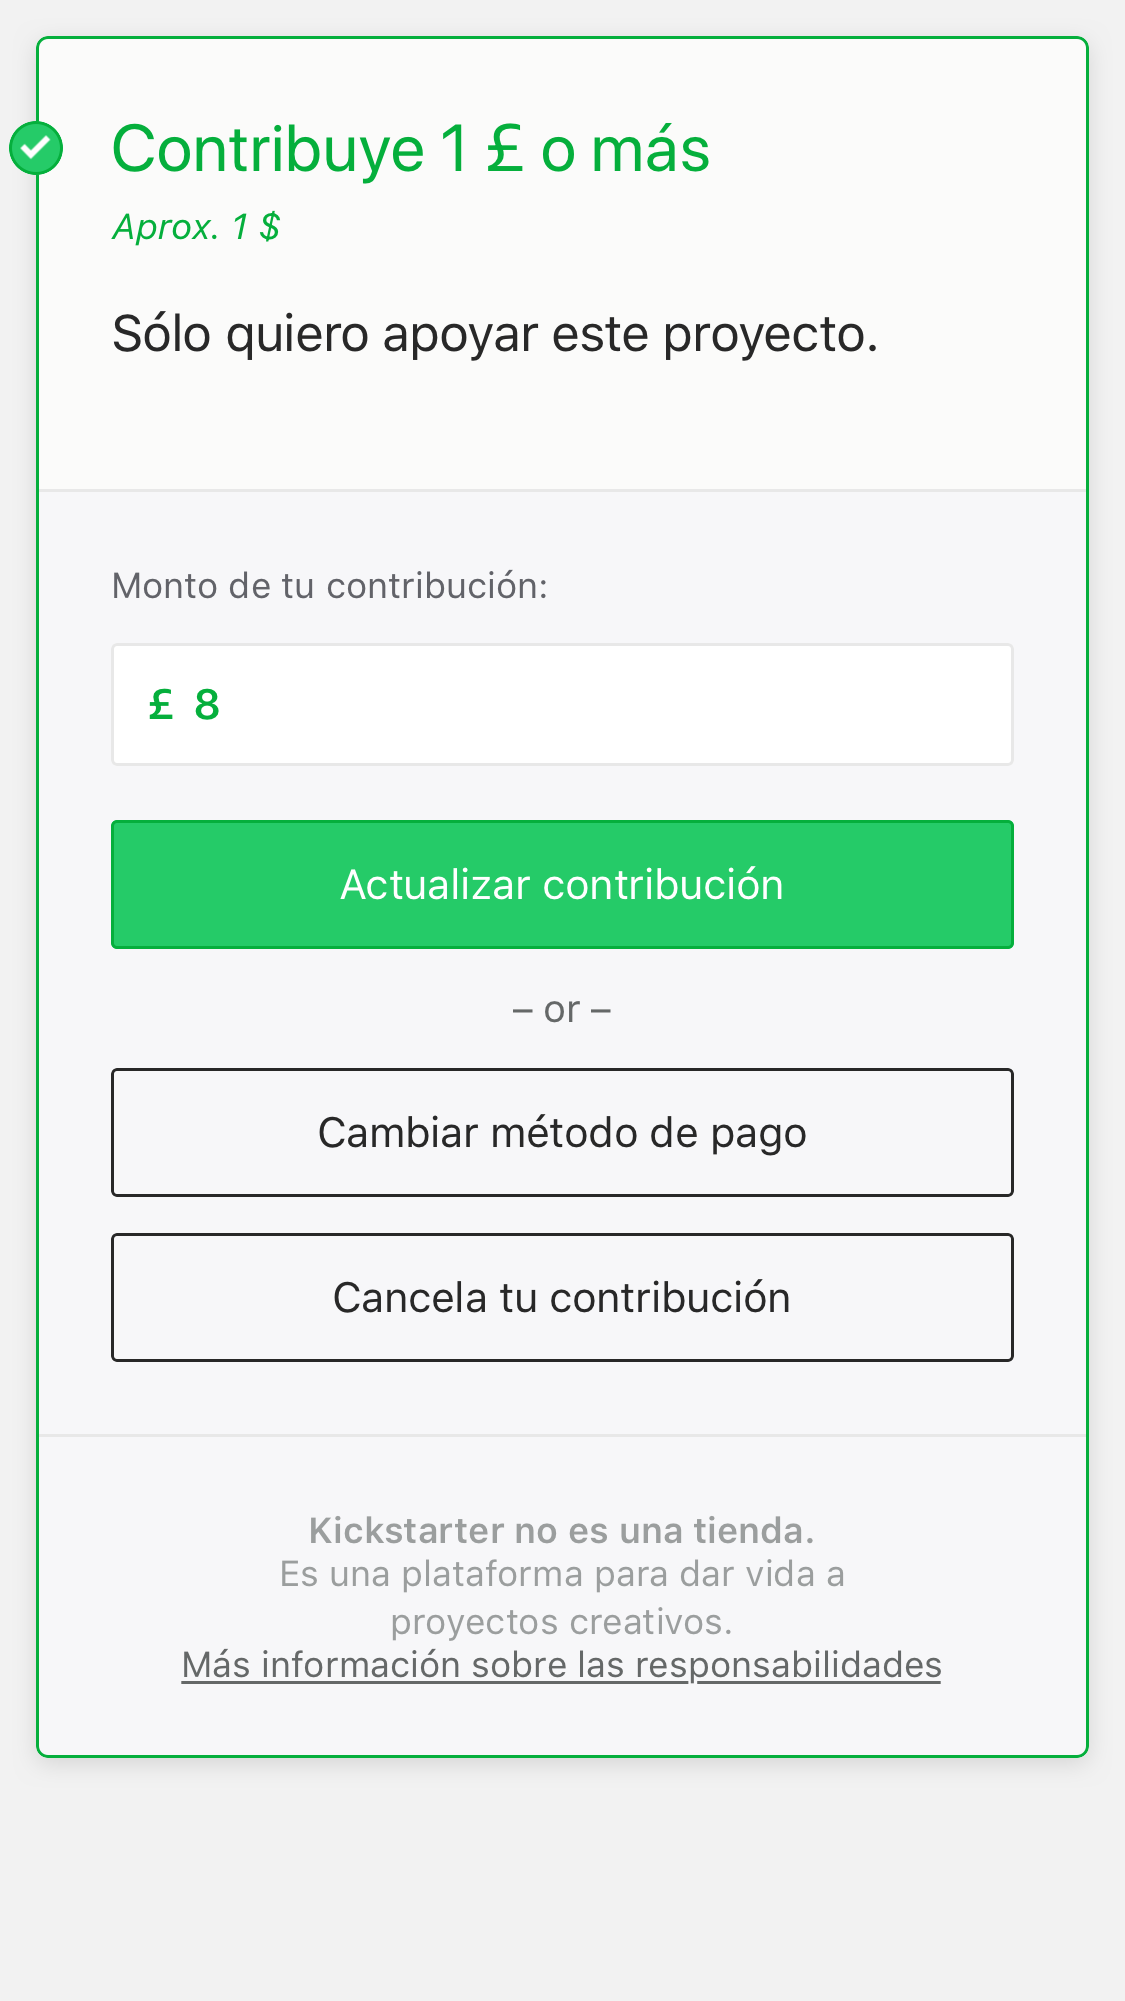 Contribuye 1 £ o más
Aprox. 1 $
Sólo quiero apoyar este proyecto.
Monto de tu contribución:
£ 8
Actualizar contribución
– or –
Cambiar método de pago
Cancela tu contribución
Kickstarter no es una tienda.
Es una plataforma para dar vida a
proyectos creativos.
Más información sobre las responsabilidades